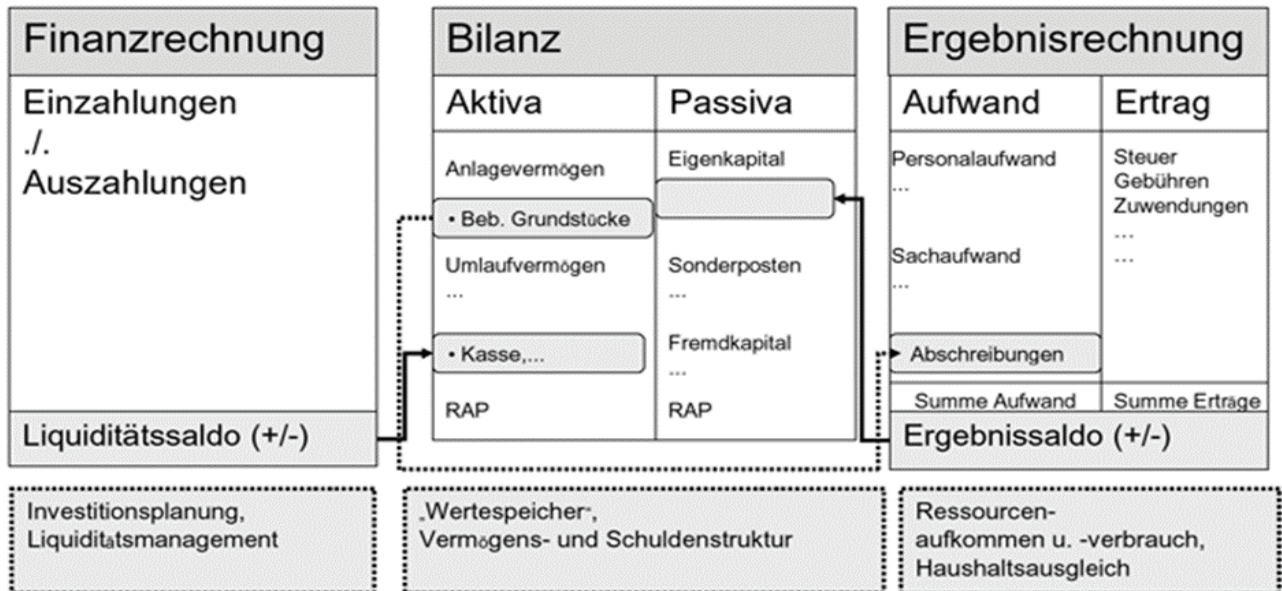 Finanzrechnung
Einzahlungen
./.
Auszahlungen
Liquiditätssaldo (+/-)
Investitionsplanung,
Liquiditätsmanagement
Bilanz
Aktiva
Anlagevermögen
• Beb. Grundstücke
Umlaufvermögen
...
• Kasse,...
RAP
Passiva
Eigenkapital
Sonderposten
...
Fremdkapital
...
RAP
„Wertespeicher“,
Vermögens- und Schuldenstruktur
Ergebnisrechnung
Aufwand
Personalaufwand
...
Sachaufwand
...
Abschreibungen
Summe Aufwand
Ertrag
Steuer
Gebühren
Zuwendungen
...
...
Summe Erträge
Ergebnissaldo (+/-)
Ressourcen-
aufkommen u. -verbrauch,
Haushaltsausgleich